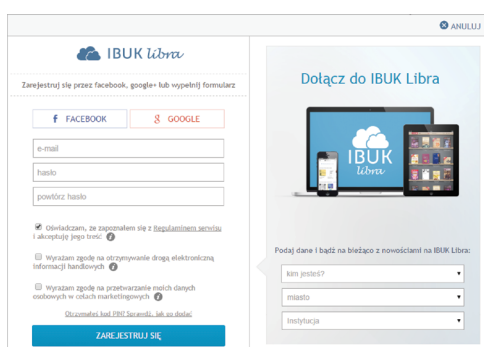 ANULUJ
IBUK libra
Zarejestruj się przez facebook, google+ lub wypełnij formularz
f FACEBOOK
8 GOOGLE
e-mail
hasło
powtórz hasło
Oświadczam, ze zapoznałem się z Regulaminem serwisu
i akceptuję jego treść i
Wyrażam zgodę na otrzymywanie drogą elektroniczną
informacji handlowych i
Wyrażam zgodę na przetwarzanie moich danych
osobowych w celach marketingowych i
Otrzymałeś kod PIN? Sprawdź, jak go dodać
ZAREJESTRUJ SIĘ
Dołącz do IBUK Libra
IBUK
libra
Podaj dane i bądź na bieżąco z nowościami na IBUK Libra:
kim jesteś?
miasto
Instytucja